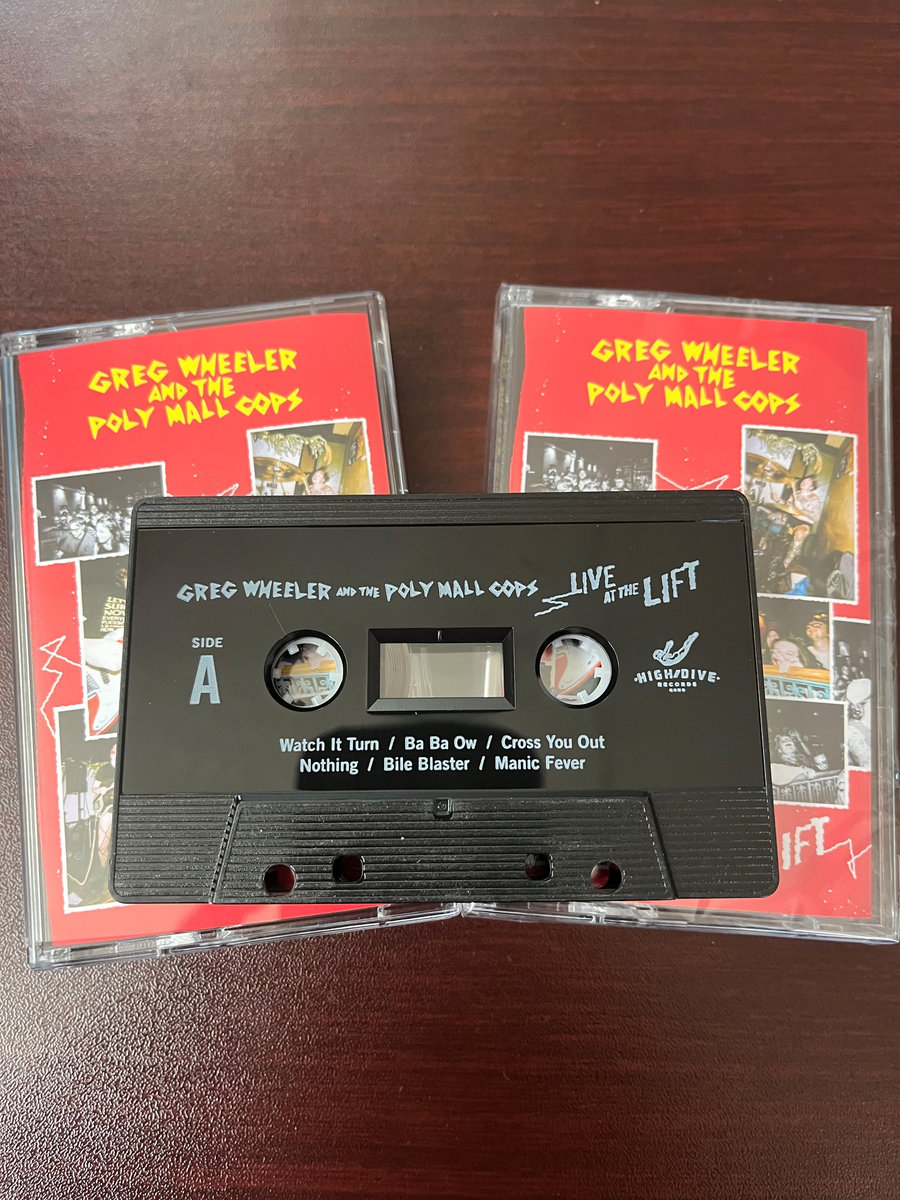 GREG WHEELER
AND THE
POLY MALL COPS
GREG WHEELER
AND THE
POLY MALL COPS
GREG WHEELER AND THE POLY MALL COPS
LIVE
AT THE LIFT
SIDE
A
HIGH/DIVE
RECORDS
Watch It Turn / Ba Ba Ow / Cross You Out
Nothing / Bile Blaster / Manic Fever
IFT